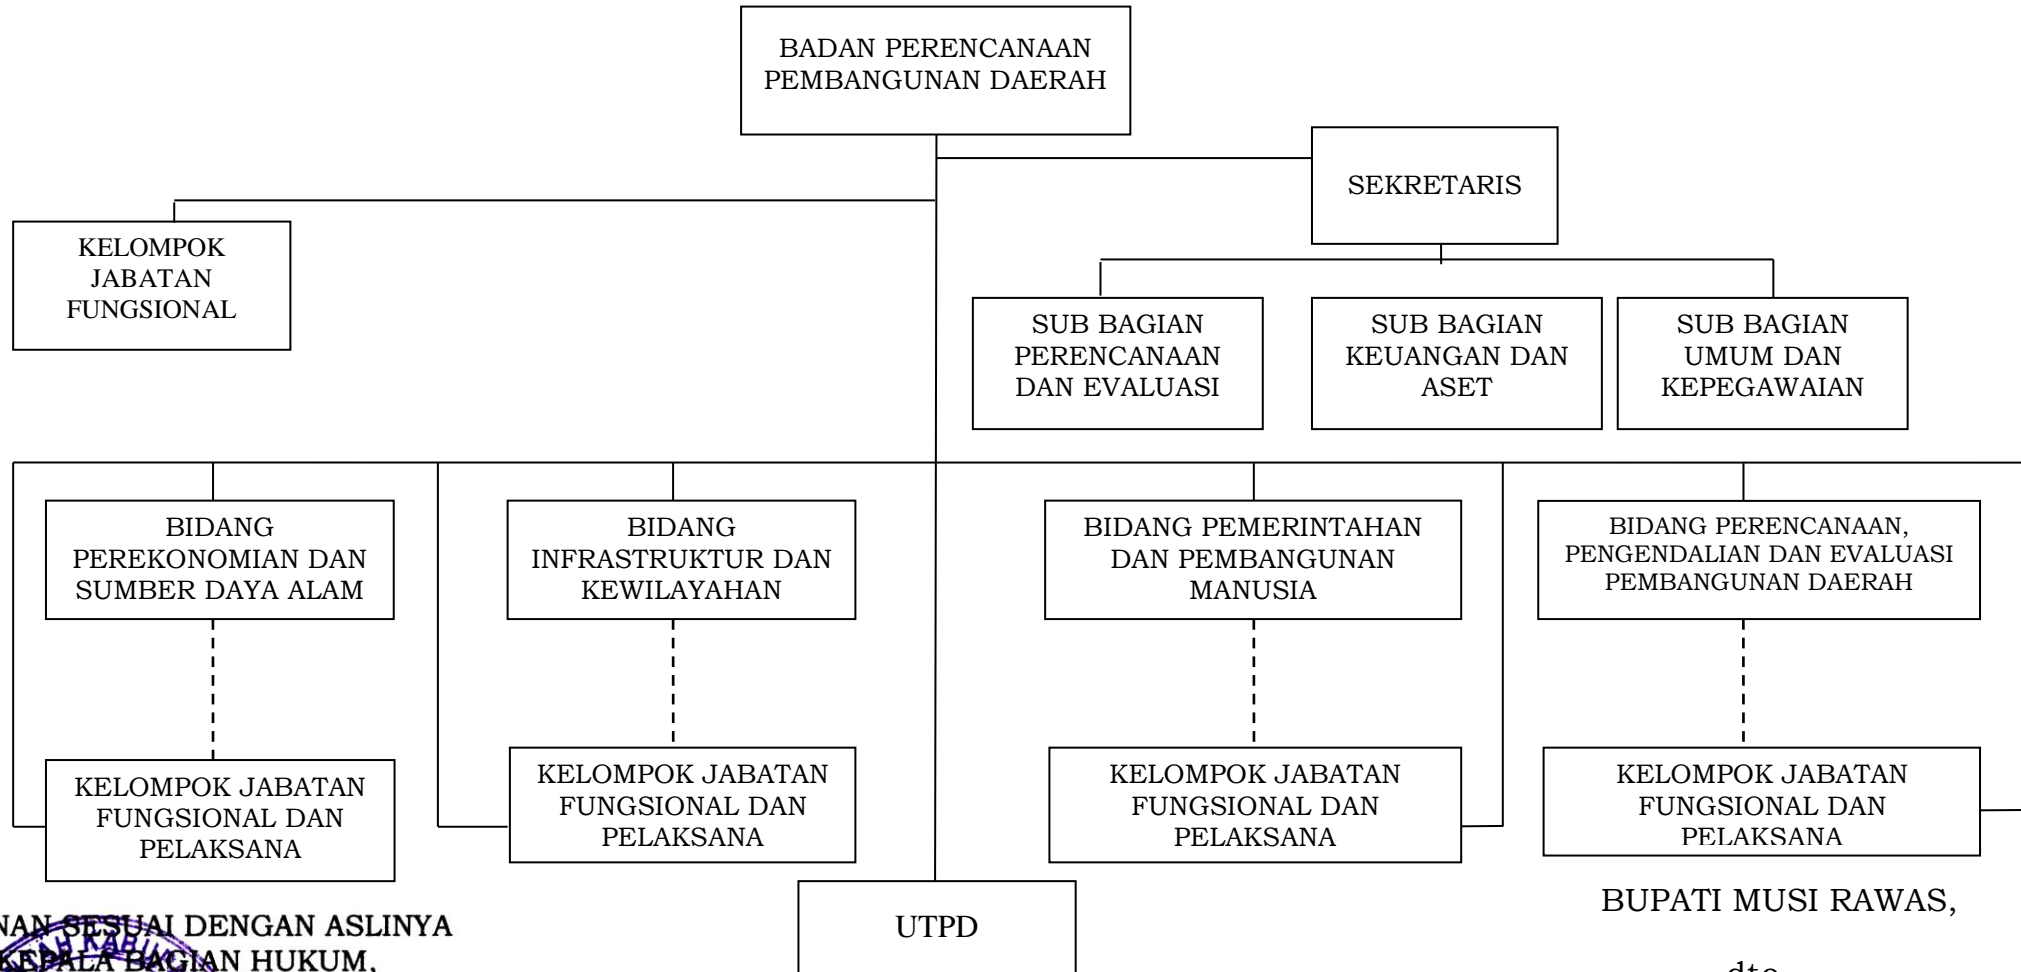 BADAN PERENCANAAN
PEMBANGUNAN DAERAH
SEKRETARIS
KELOMPOK
JABATAN
FUNGSIONAL
SUB BAGIAN
PERENCANAAN
DAN EVALUASI
SUB BAGIAN
KEUANGAN DAN
ASET
SUB BAGIAN
UMUM DAN
KEPEGAWAIAN
BIDANG
PEREKONOMIAN DAN
SUMBER DAYA ALAM
BIDANG
INFRASTRUKTUR DAN
KEWILAYAHAN
BIDANG PEMERINTAHAN
DAN PEMBANGUNAN
MANUSIA
BIDANG PERENCANAAN,
PENGENDALIAN DAN EVALUASI
PEMBANGUNAN DAERAH
KELOMPOK JABATAN
FUNGSIONAL DAN
PELAKSANA
KELOMPOK JABATAN
FUNGSIONAL DAN
PELAKSANA
KELOMPOK JABATAN
FUNGSIONAL DAN
PELAKSANA
KELOMPOK JABATAN
FUNGSIONAL DAN
PELAKSANA
UTPD
BUPATI MUSI RAWAS,
dto
SESUAI DENGAN ASLINYA
KEPALA BAGIAN HUKUM,